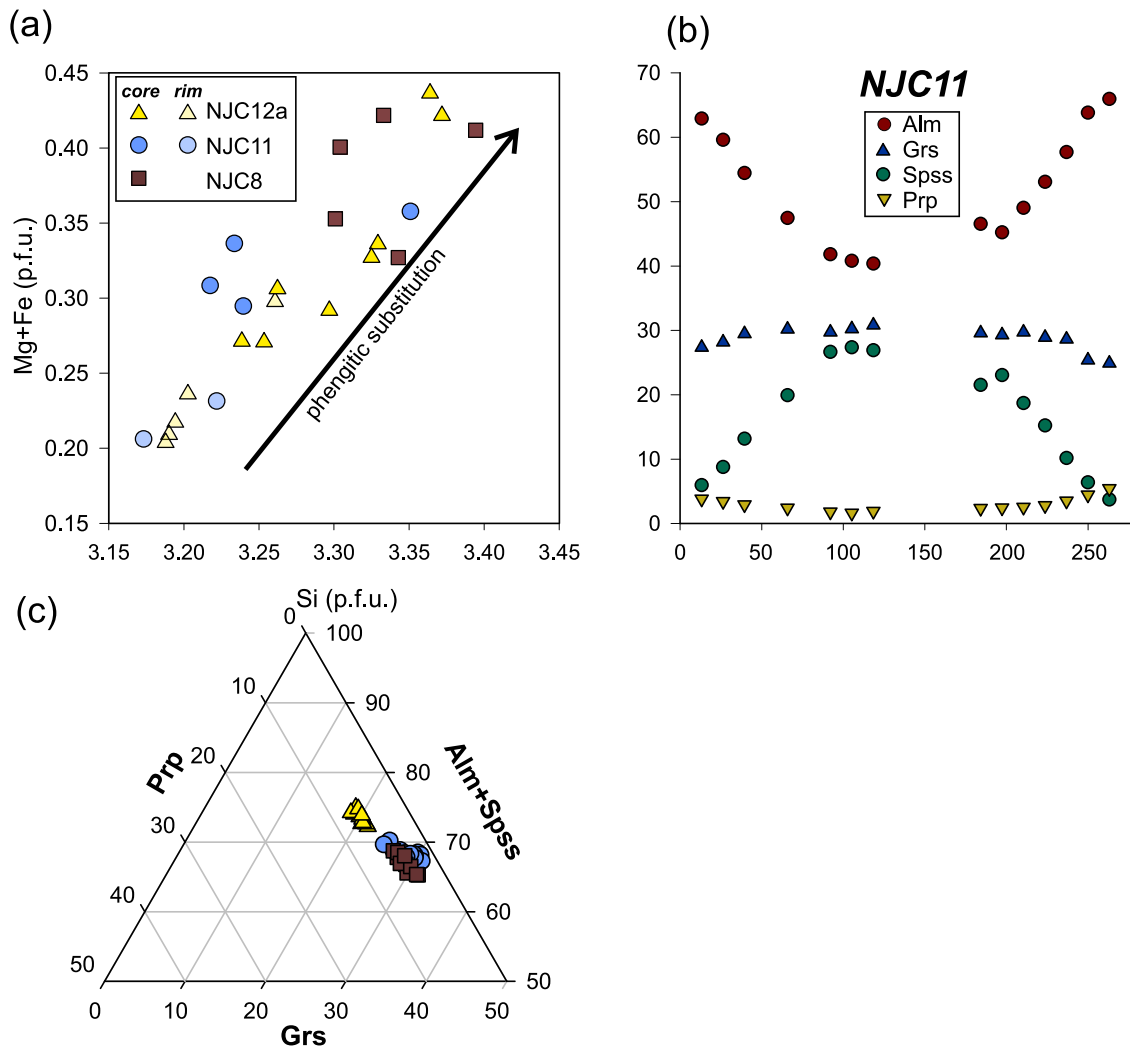 (a)
0.45
0.40
0.35
0.30
0.25
0.20
0.15
Mg+Fe (p.f.u.)
core rim
NJC12a
NJC11
NJC8
phengitic substitution
3.15 3.20 3.25 3.30 3.35 3.40 3.45
Si (p.f.u.)
(b)
NJC11
Alm
Grs
Spss
Prp
70
60
50
40
30
20
10
0
0 50 100 150 200 250
(c)
0 100
10 90
20 80
30 70
40 60
50 50
Prp
Alm+Spss
0 10 20 30 40 50
Grs